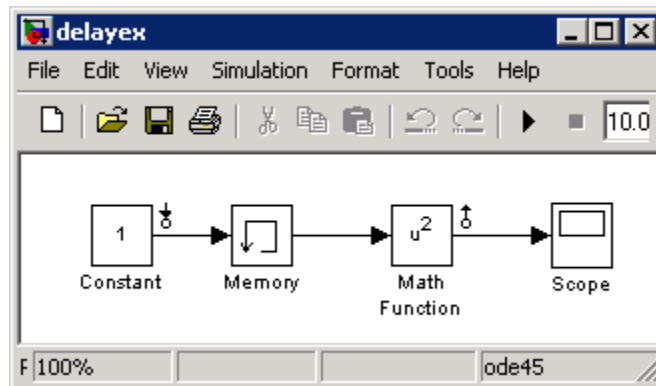 delayex
File Edit View Simulation Format Tools Help
10.0
1
u²
Constant
Memory
Math
Function
Scope
F 100%
ode45